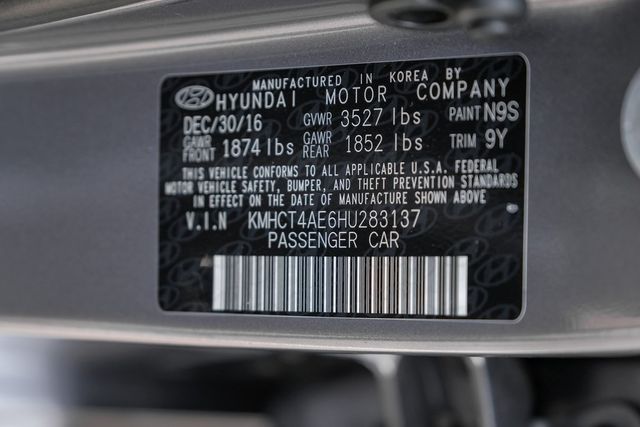 MANUFACTURED IN KOREA BY
HYUNDAI MOTOR COMPANY
DEC/30/16 GVWR 3527 lbs PAINT N9S
GAWR FRONT 1874 lbs GAWR REAR 1852 lbs TRIM 9Y
THIS VEHICLE CONFORMS TO ALL APPLICABLE U.S.A. FEDERAL
MOTOR VEHICLE SAFETY, BUMPER, AND THEFT PREVENTION STANDARDS
IN EFFECT ON THE DATE OF MANUFACTURE SHOWN ABOVE
V.I.N KMHCT4AE6HU283137
PASSENGER CAR